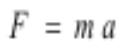 F = m a